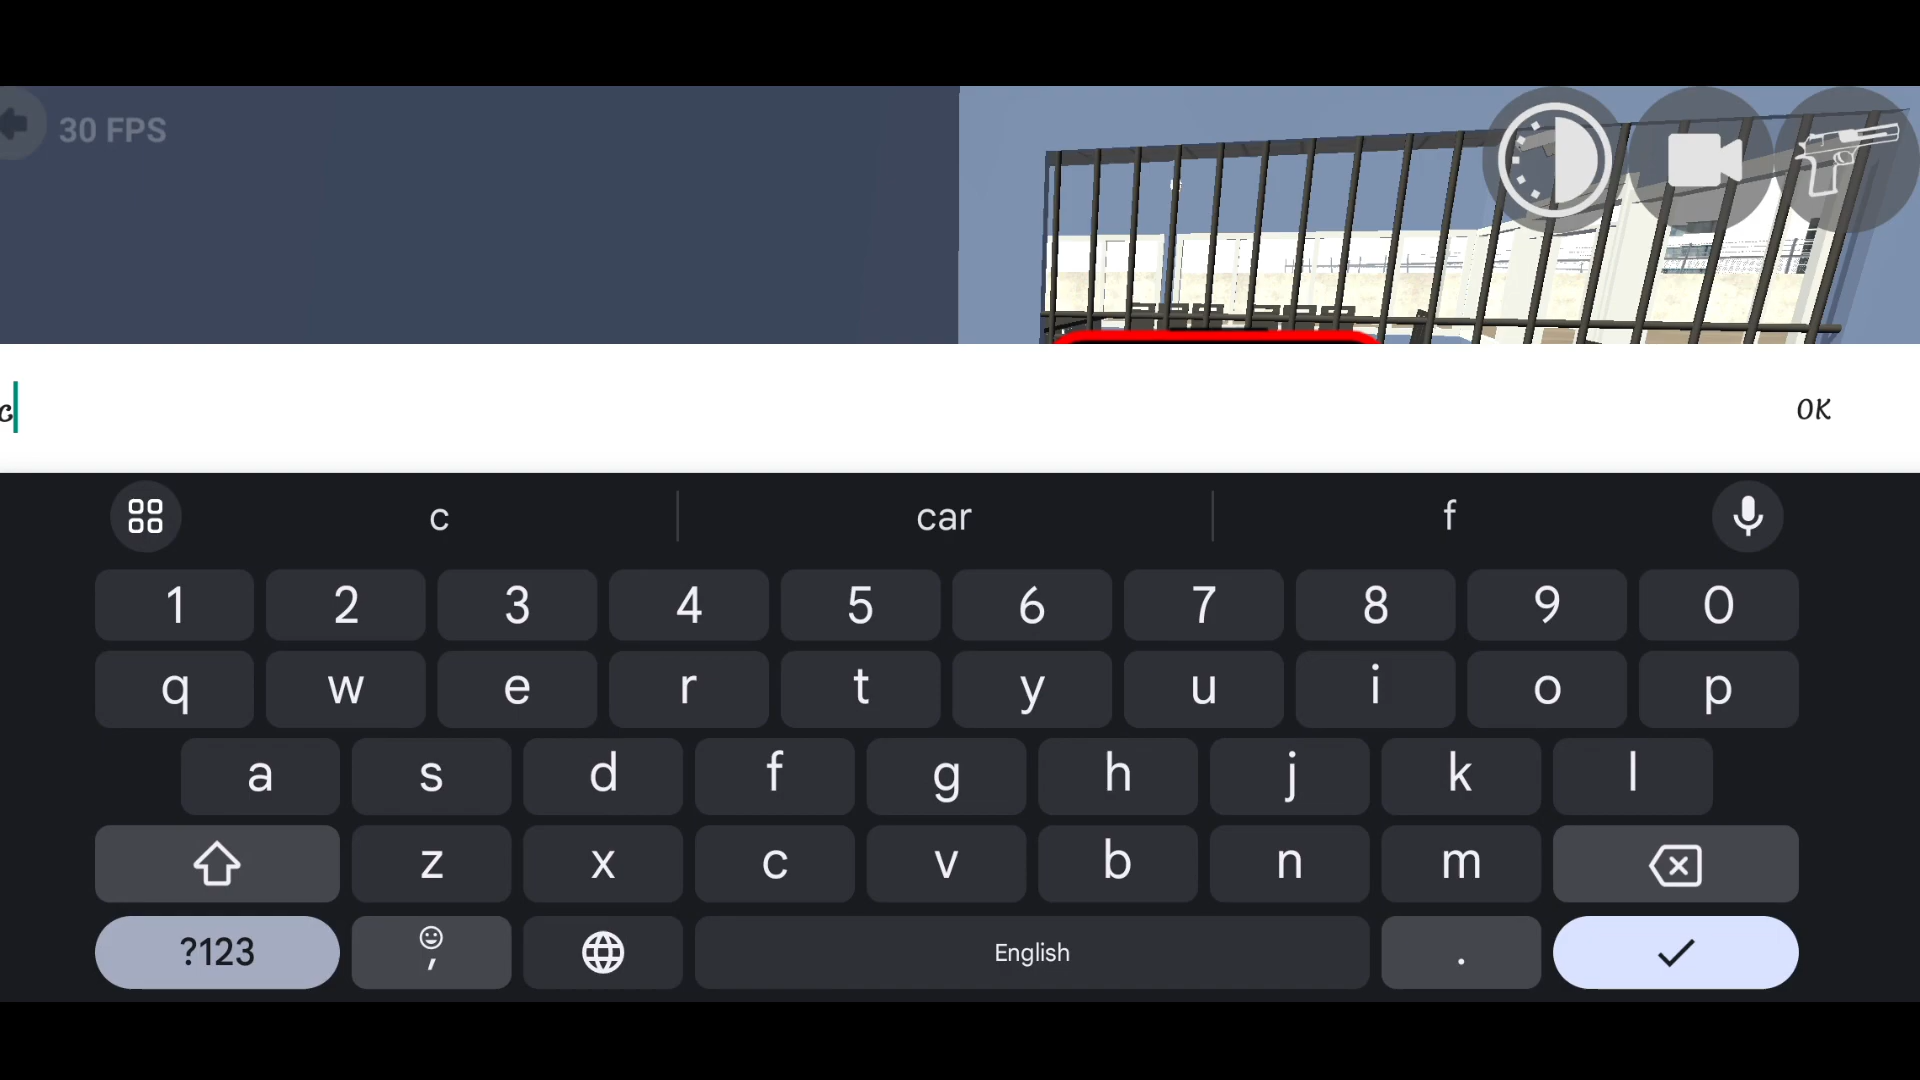 30 FPS
c
OK
c car f
1 2 3 4 5 6 7 8 9 0
q w e r t y u i o p
a s d f g h j k l
z x c v b n m
?123 , English .